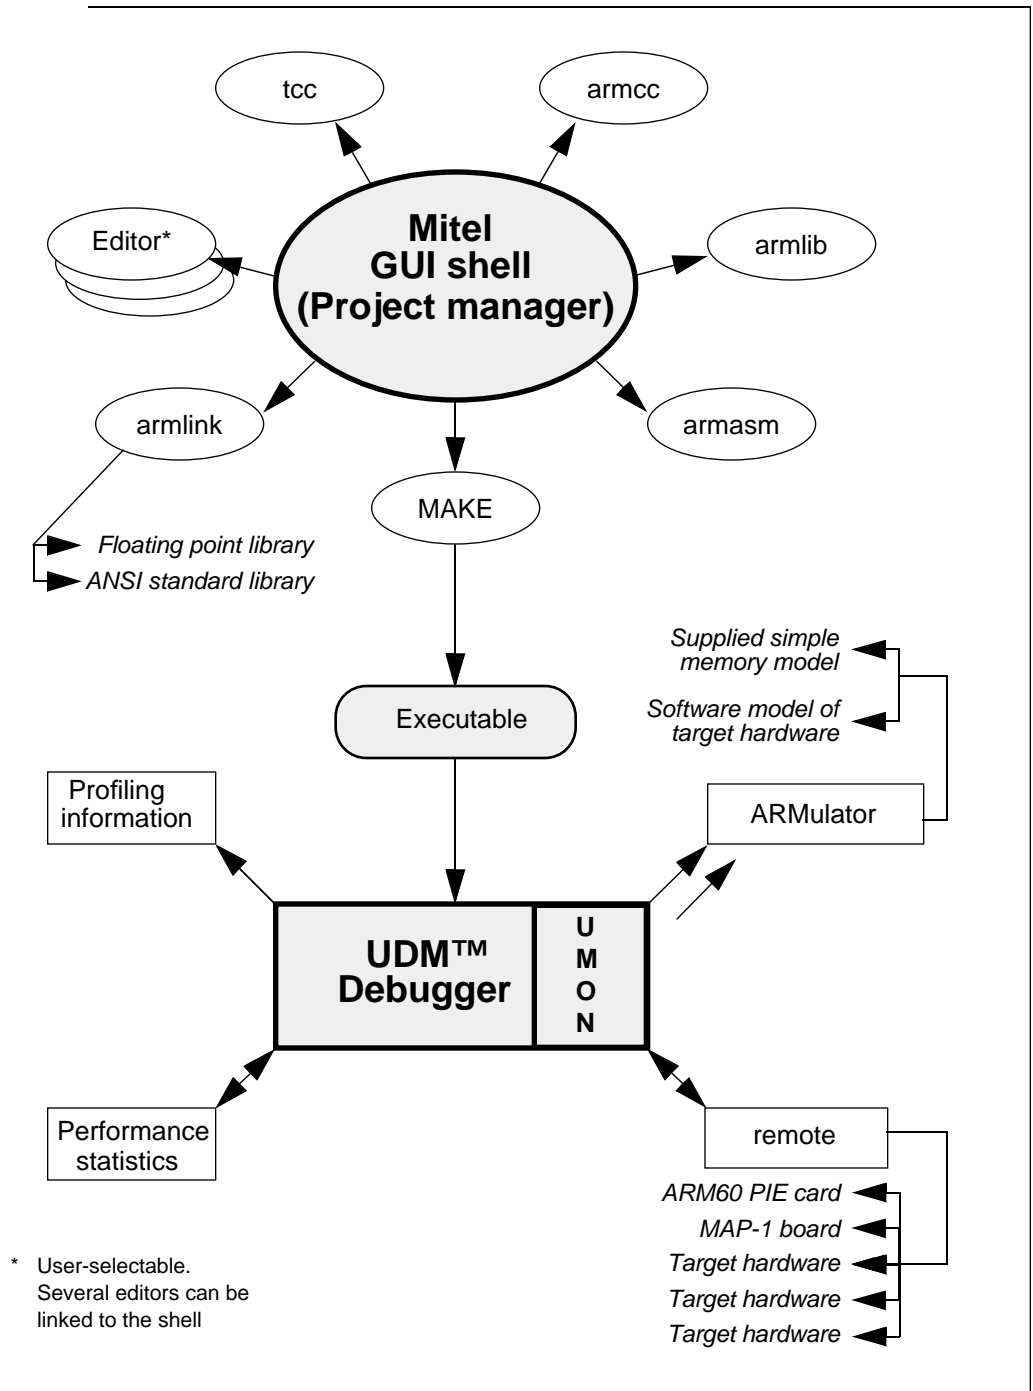 tcc
armcc
Mitel
GUI shell
(Project manager)
Editor*
armlib
armlink
armasm
MAKE
Floating point library
ANSI standard library
Supplied simple
memory model
Executable
Software model of
target hardware
Profiling
information
ARMulator
UDM™
Debugger
U
M
O
N
Performance
statistics
remote
ARM60 PIE card
MAP-1 board
Target hardware
Target hardware
Target hardware
* User-selectable.
Several editors can be
linked to the shell